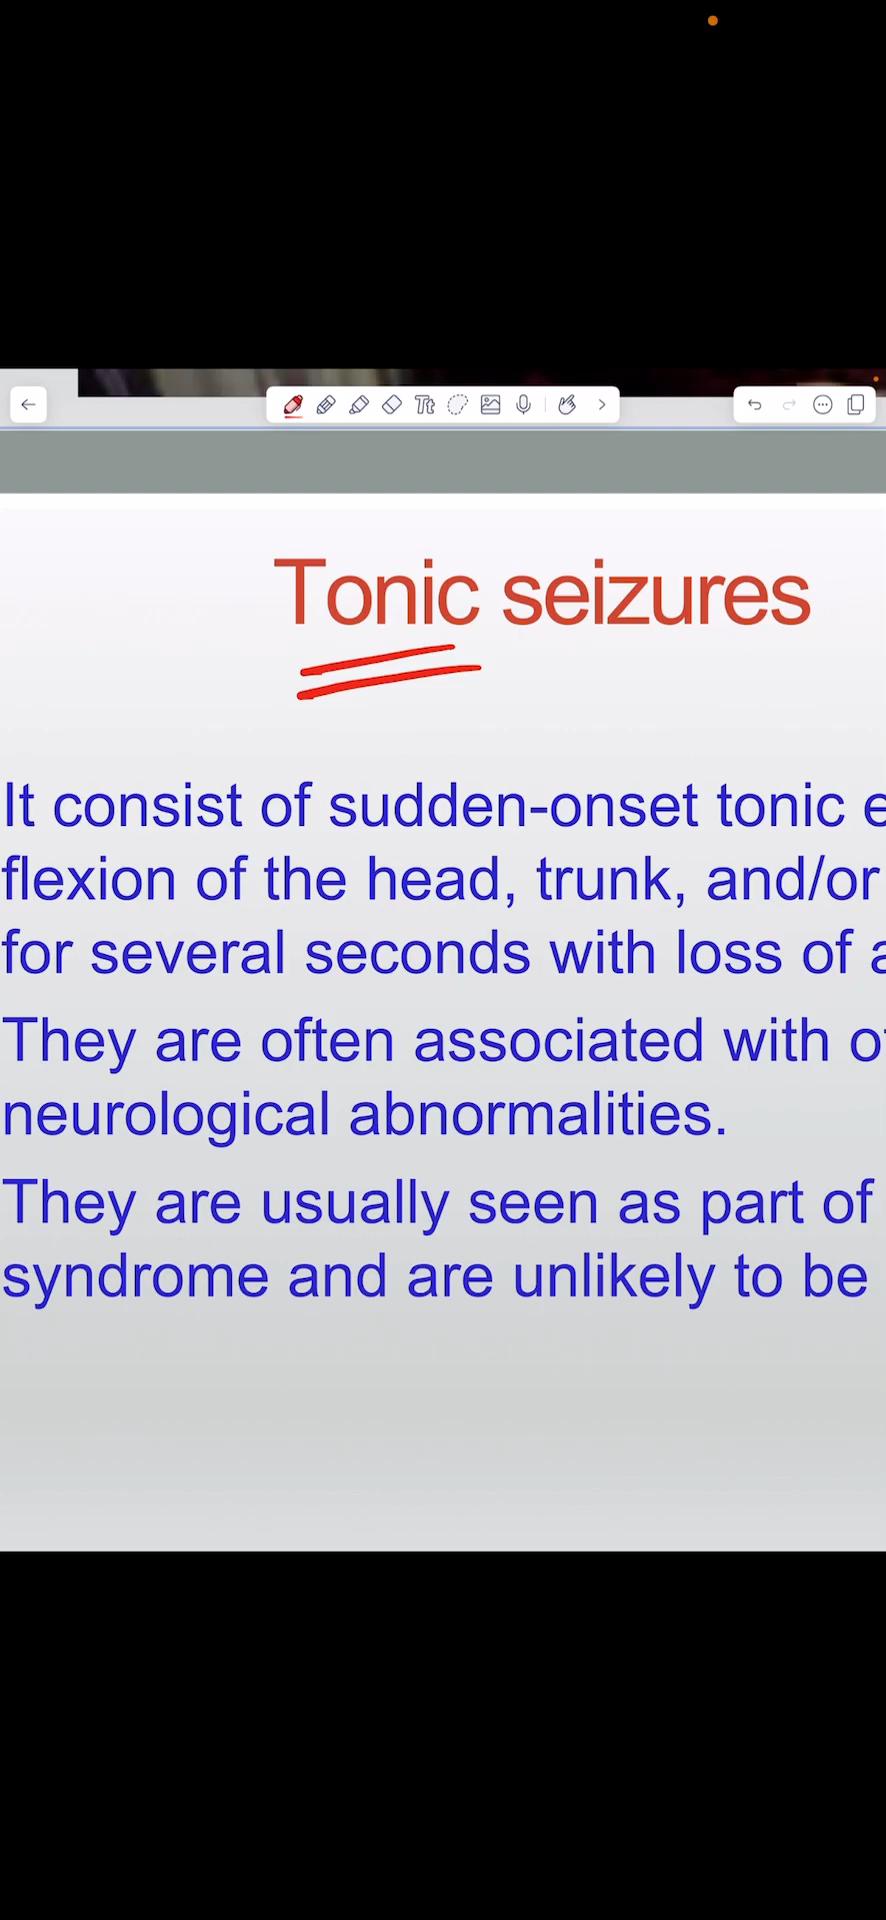 Tonic seizures
It consist of sudden-onset tonic
flexion of the head, trunk, and/or
for several seconds with loss of
They are often associated with
neurological abnormalities.
They are usually seen as part of
syndrome and are unlikely to be